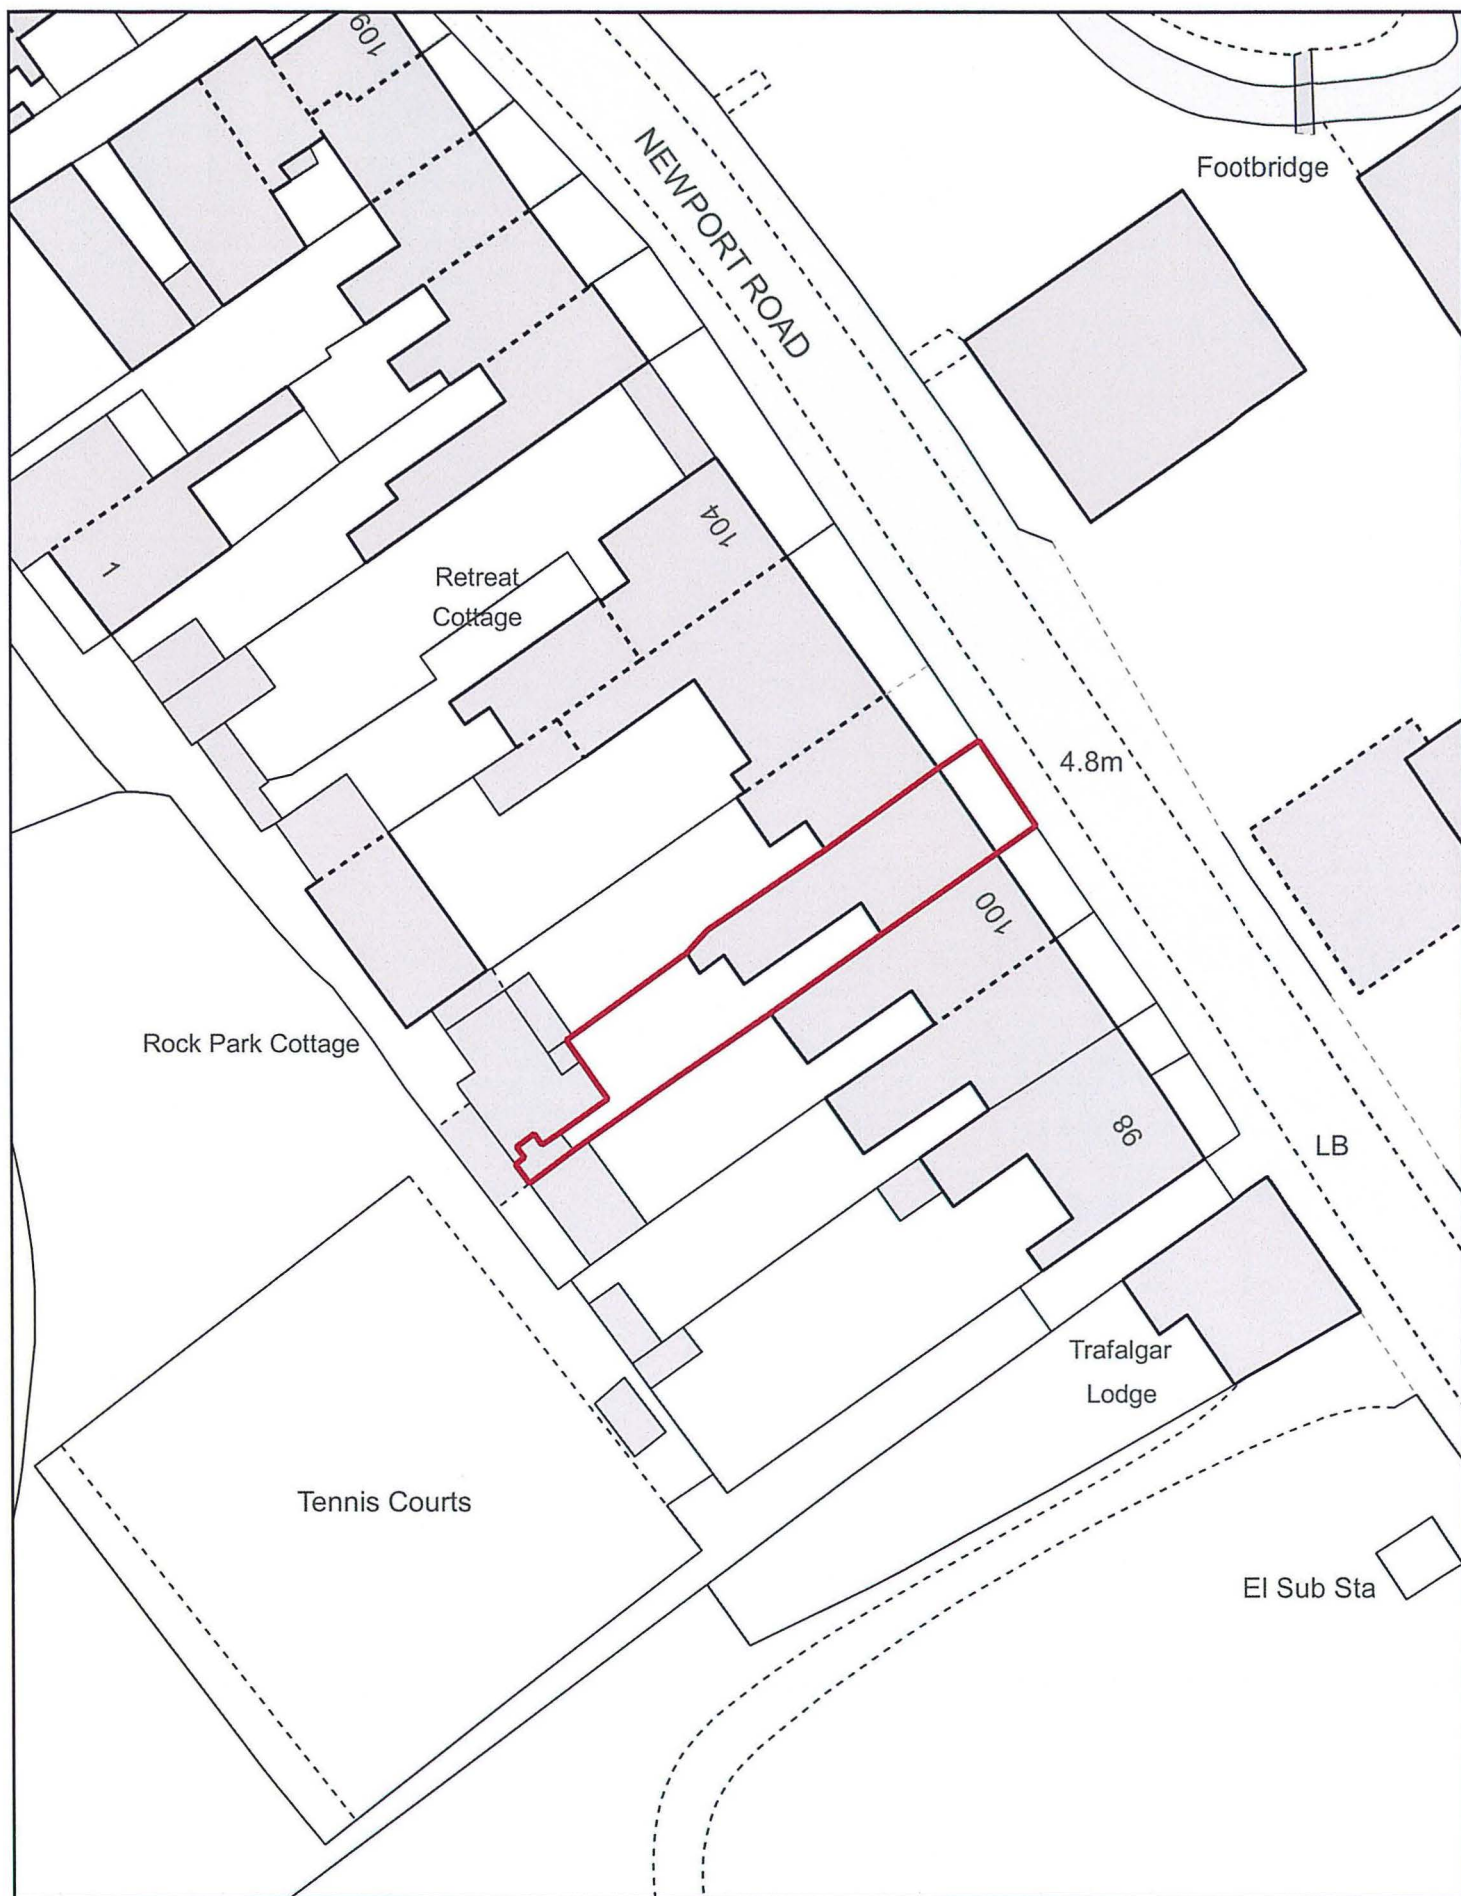 109
NEWPORT ROAD
Footbridge
104
1
Retreat
Cottage
4.8m
100
Rock Park Cottage
98
LB
Trafalgar
Lodge
Tennis Courts
El Sub Sta